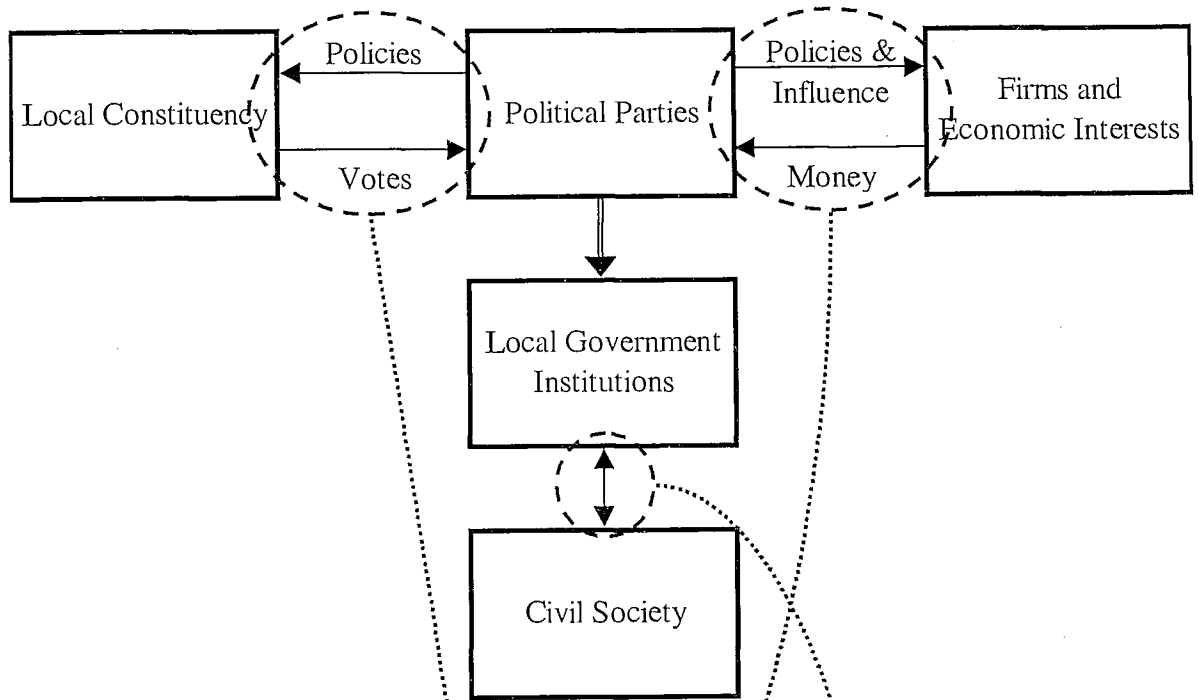 Local Constituency
Policies
Votes
Political Parties
Policies &
Influence
Money
Firms and
Economic Interests
Local Government
Institutions
Civil Society